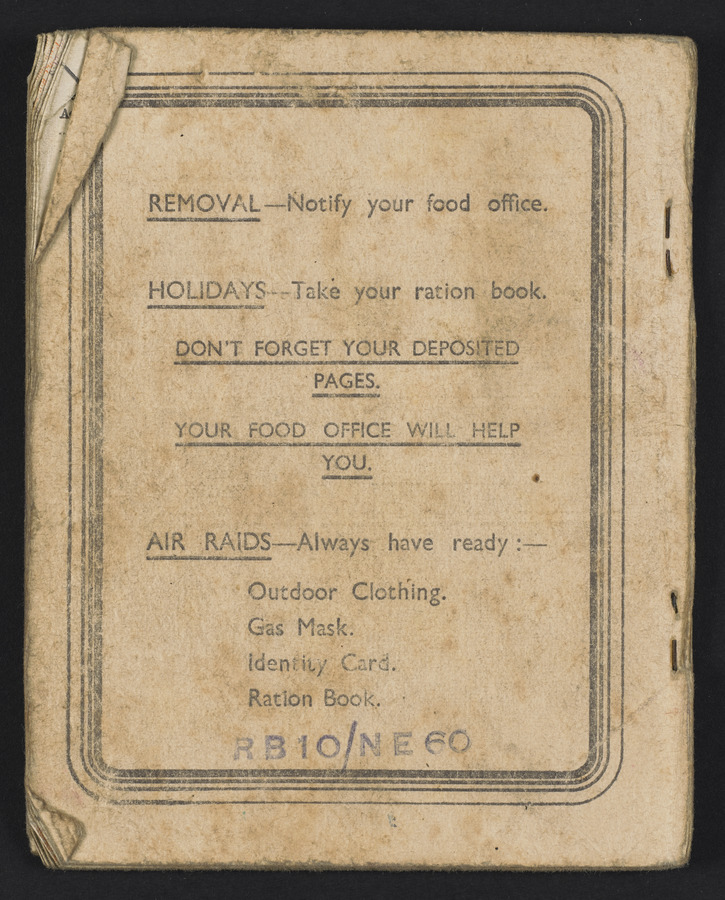 REMOVAL—Notify your food office.
HOLIDAYS—Take your ration book.
DON'T FORGET YOUR DEPOSITED
PAGES.
YOUR FOOD OFFICE WILL HELP
YOU.
AIR RAIDS—Always have ready :—
Outdoor Clothing.
Gas Mask.
Identity Card.
Ration Book.
RB10/NE60